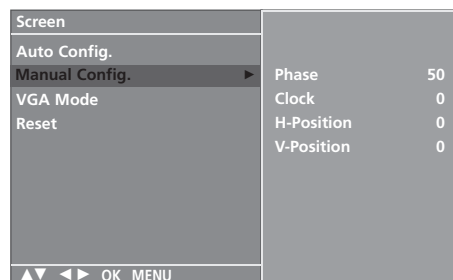 Screen
Auto Config.
Manual Config. ▶
VGA Mode
Reset
Phase 50
Clock 0
H-Position 0
V-Position 0
▲▼ ◀▶ OK MENU